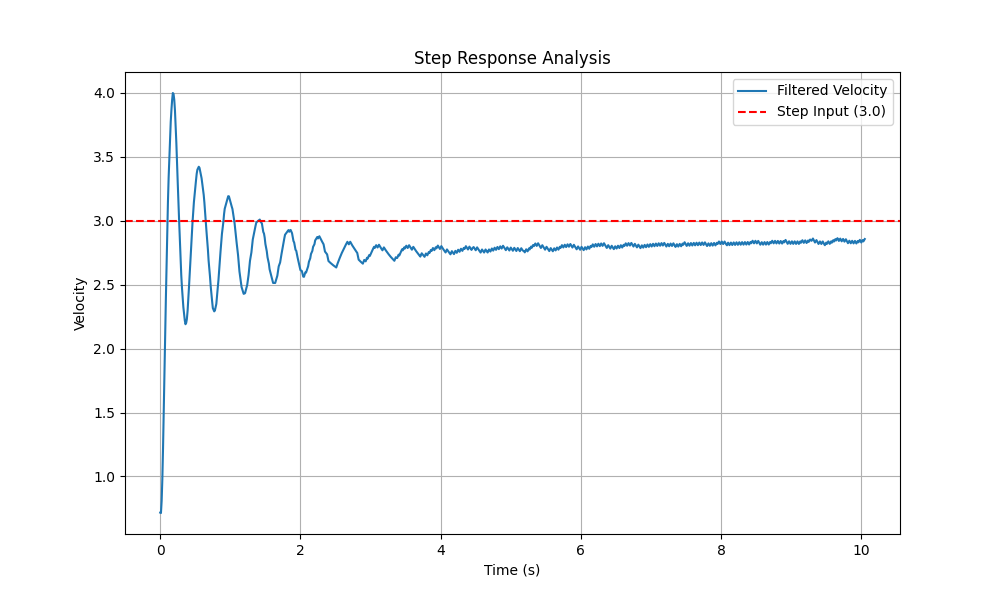 Step Response Analysis
Filtered Velocity
Step Input (3.0)
Velocity
4.0
3.5
3.0
2.5
2.0
1.5
1.0
0
2
4
6
8
10
Time (s)